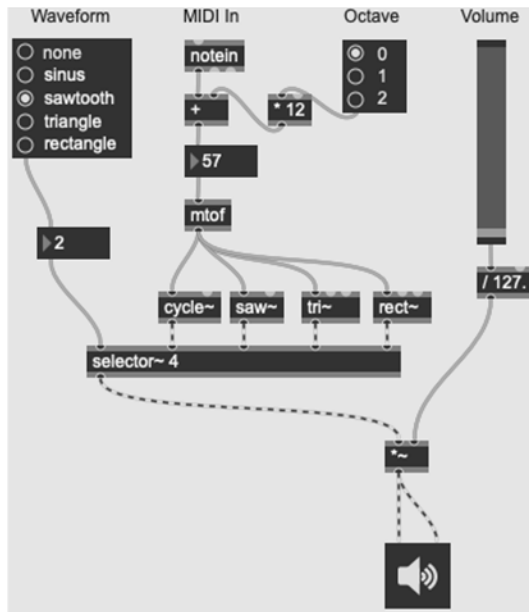 Waveform
MIDI In
Octave
Volume
none
sinus
sawtooth
triangle
rectangle
notein
0
1
2
+
* 12
57
mtof
2
/ 127.
cycle~
saw~
tri~
rect~
selector~ 4
*~